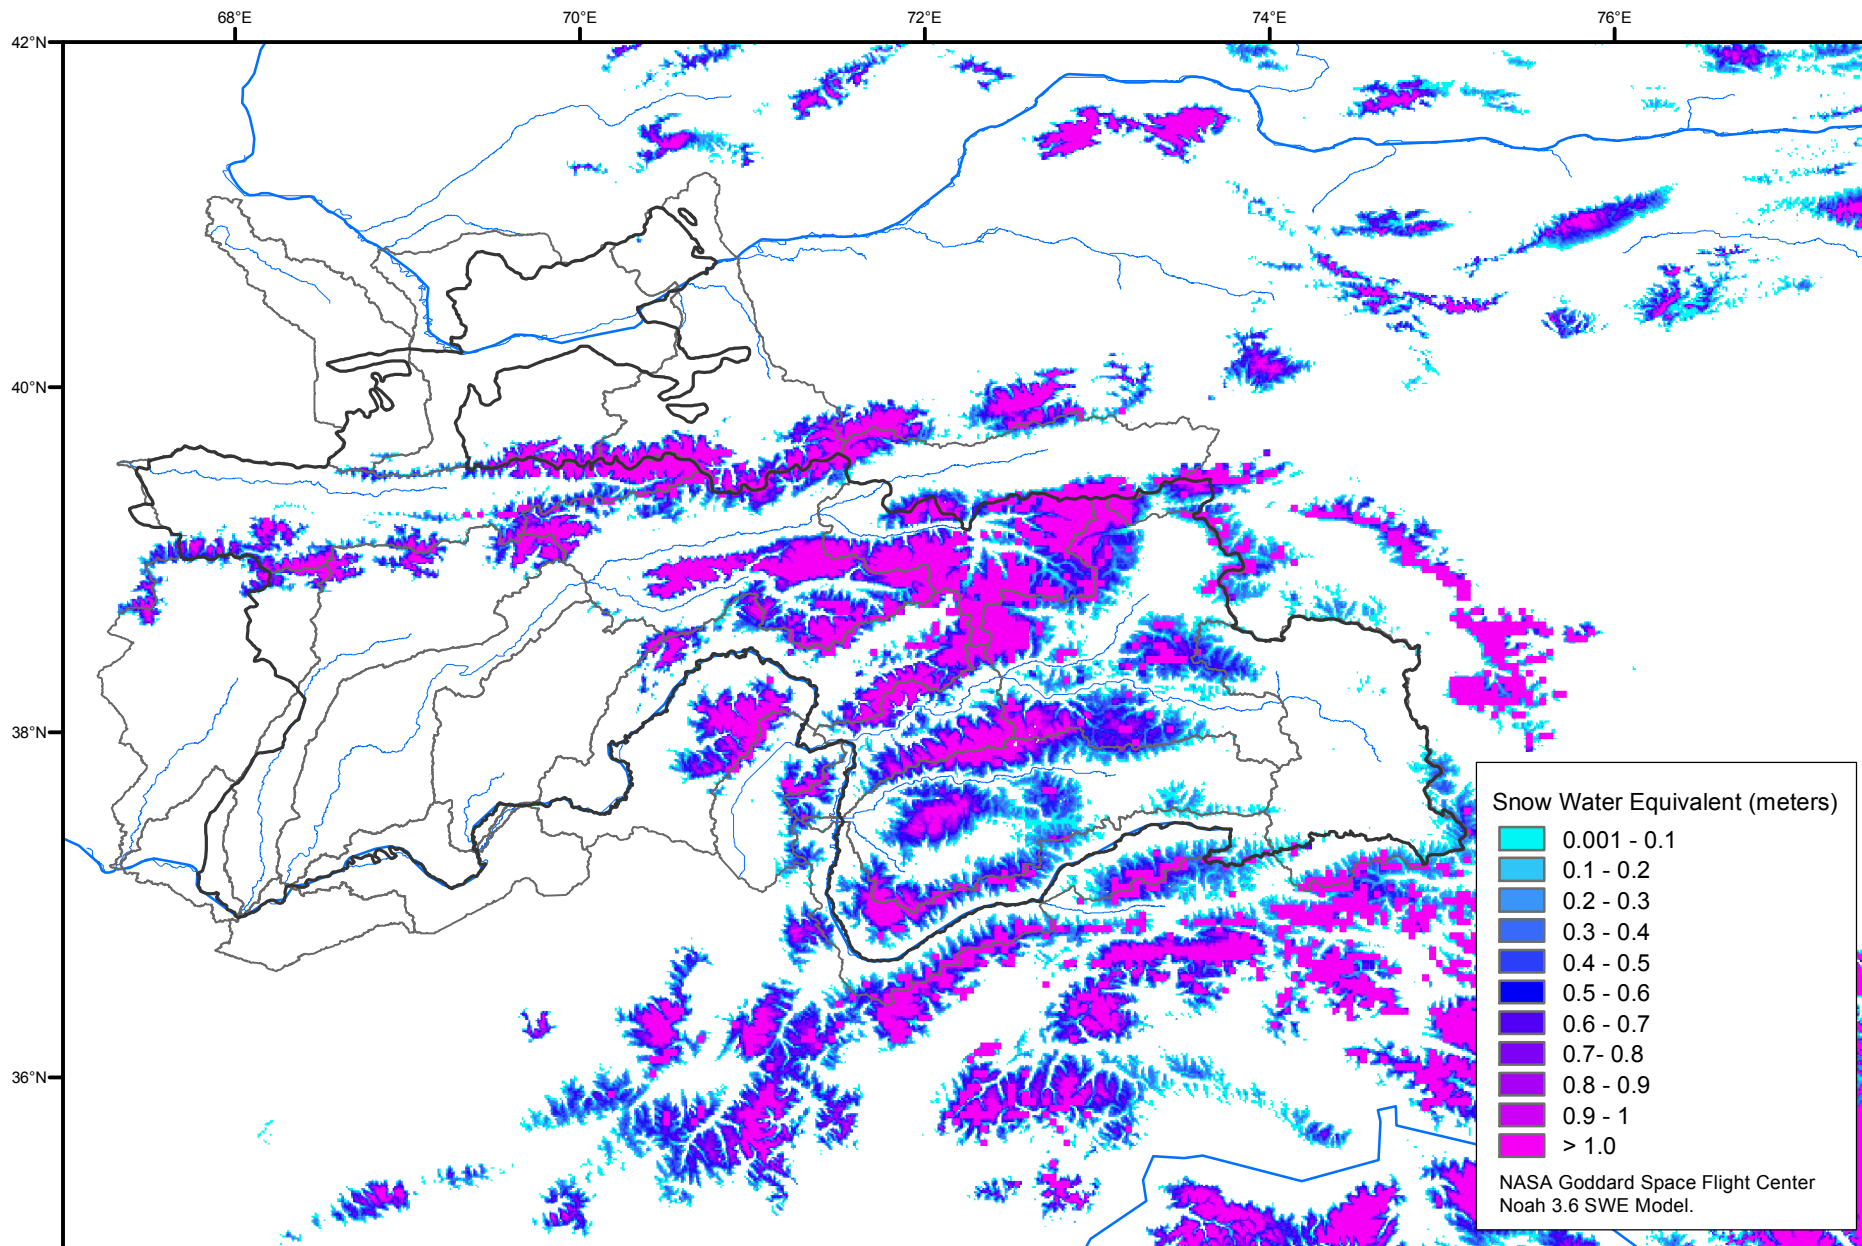 68°E 70°E 72°E 74°E 76°E
42°N
40°N
38°N
36°N
Snow Water Equivalent (meters)
0.001 - 0.1
0.1 - 0.2
0.2 - 0.3
0.3 - 0.4
0.4 - 0.5
0.5 - 0.6
0.6 - 0.7
0.7- 0.8
0.8 - 0.9
0.9 - 1
> 1.0
NASA Goddard Space Flight Center
Noah 3.6 SWE Model.